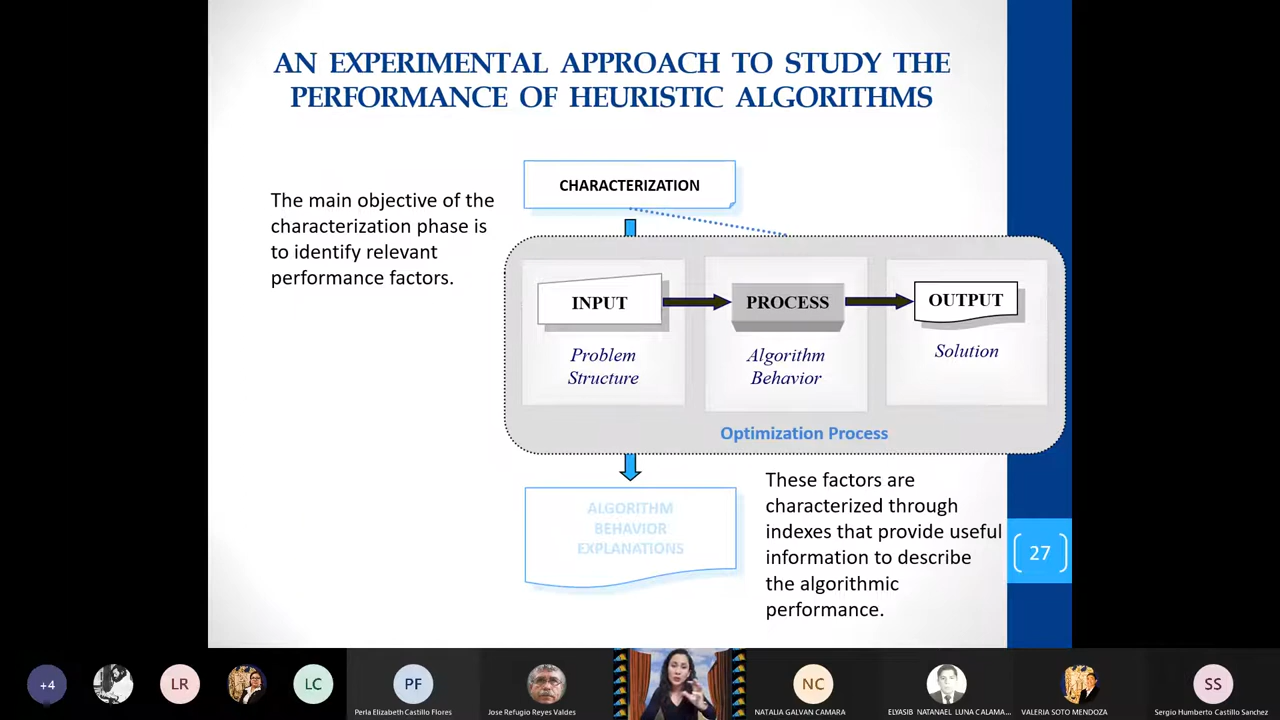 AN EXPERIMENTAL APPROACH TO STUDY THE
PERFORMANCE OF HEURISTIC ALGORITHMS
CHARACTERIZATION
The main objective of the
characterization phase is
to identify relevant
performance factors.
INPUT
PROCESS
OUTPUT
Problem
Structure
Algorithm
Behavior
Solution
Optimization Process
ALGORITHM
BEHAVIOR
EXPLANATIONS
These factors are
characterized through
indexes that provide useful
information to describe
the algorithmic
performance.
27
+4
LR
LC
PF
Perla Elizabeth Castillo Flores
Jose Refugio Reyes Valdes
NC
NATALIA GALVAN CAMARA
ELYASIB NATANAEL LUNA CALAMA...
VALERIA SOTO MENDOZA
SS
Sergio Humberto Castillo Sanchez